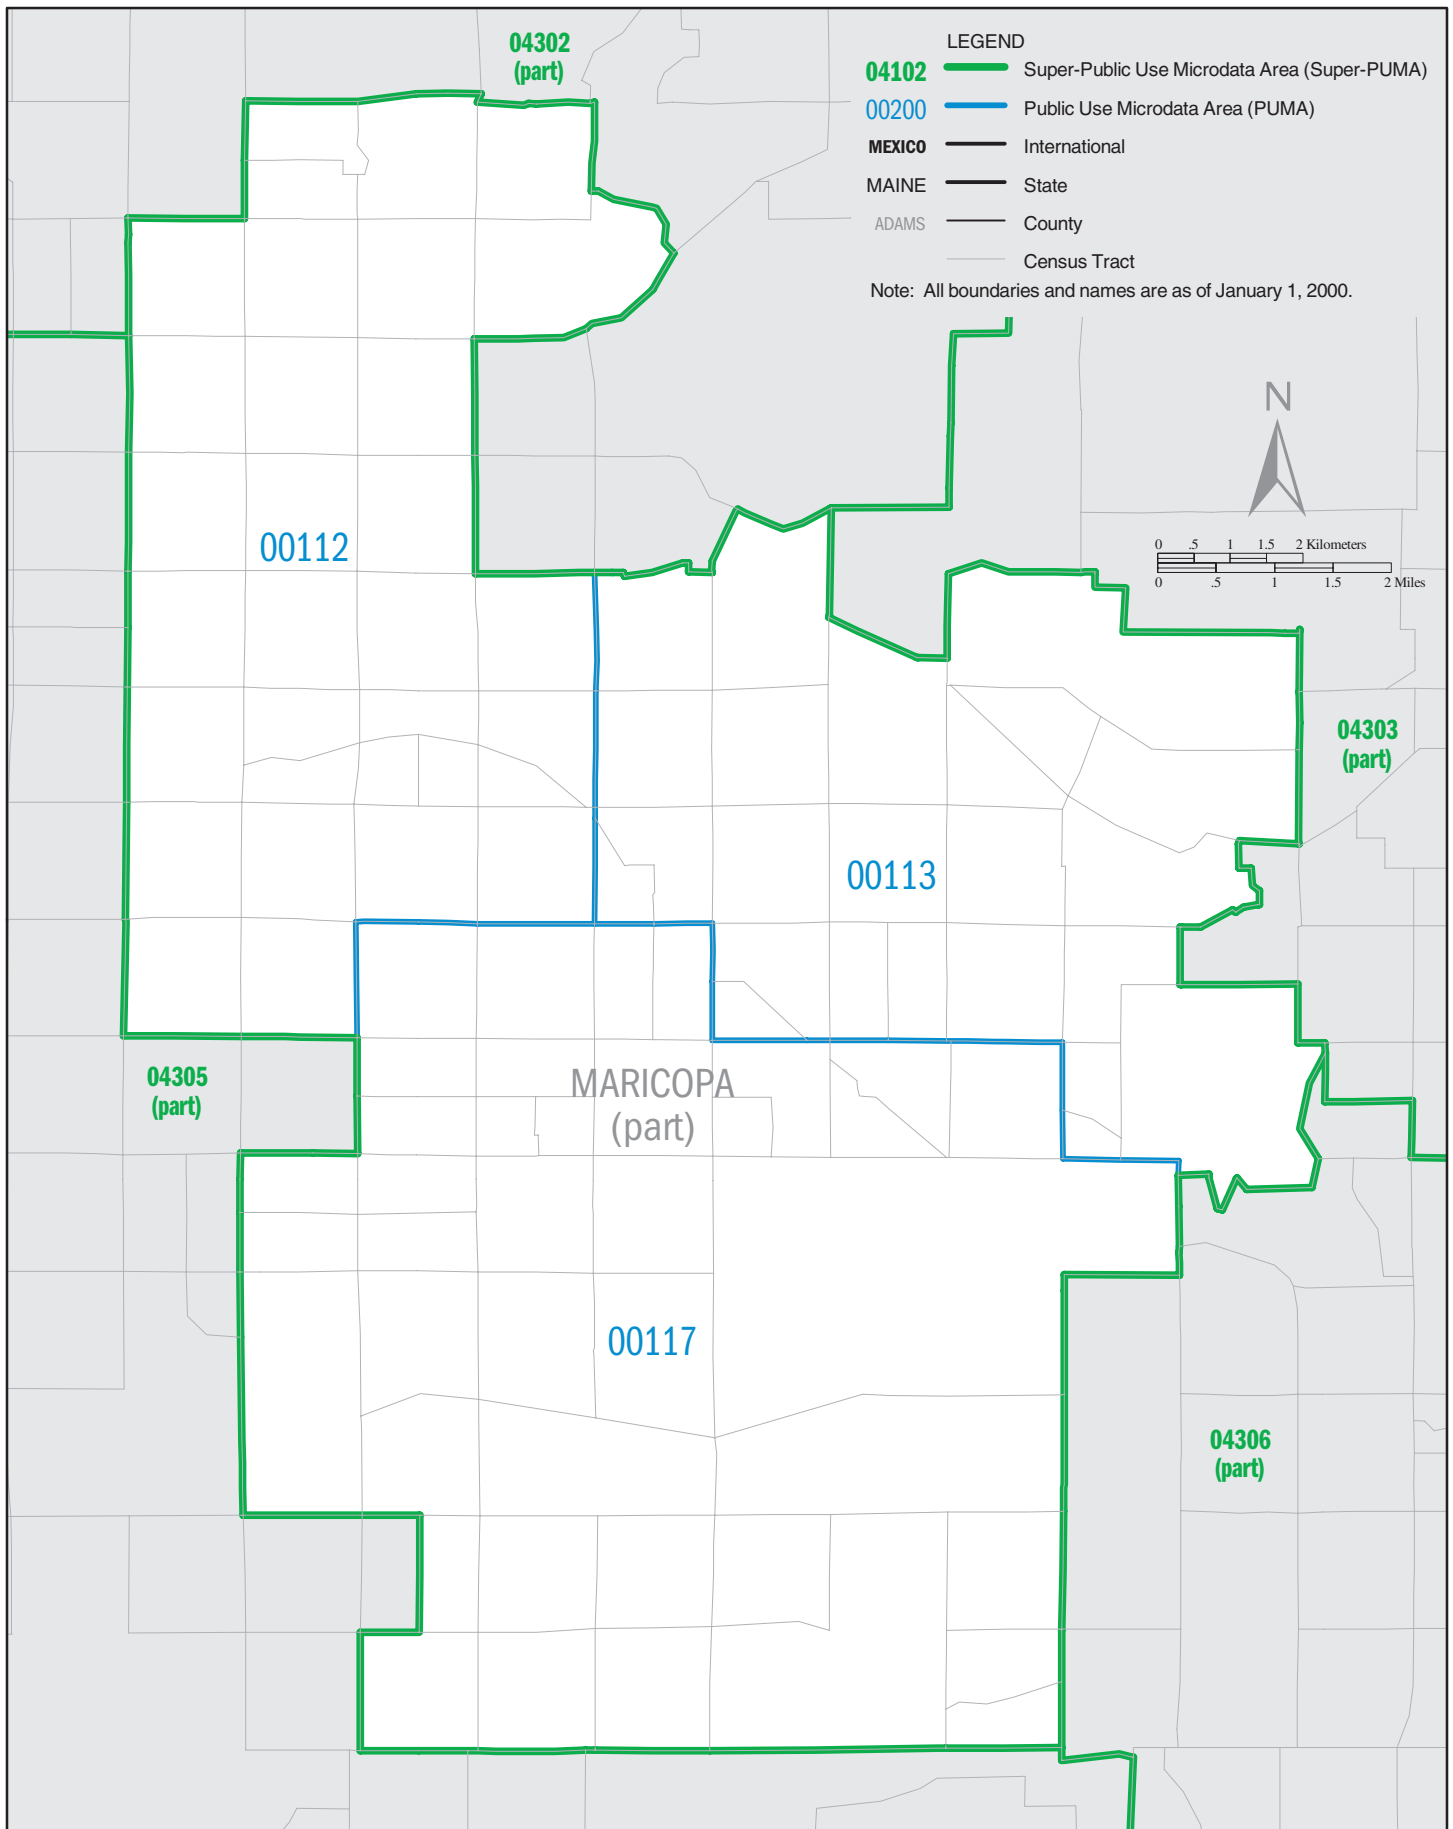 04302
(part)
LEGEND
04102 Super-Public Use Microdata Area (Super-PUMA)
00200 Public Use Microdata Area (PUMA)
MEXICO International
MAINE State
ADAMS County
Census Tract
Note: All boundaries and names are as of January 1, 2000.
N
0 .5 1 1.5 2 Kilometers
0 .5 1 1.5 2 Miles
00112
04303
(part)
00113
04305
(part)
MARICOPA
(part)
00117
04306
(part)